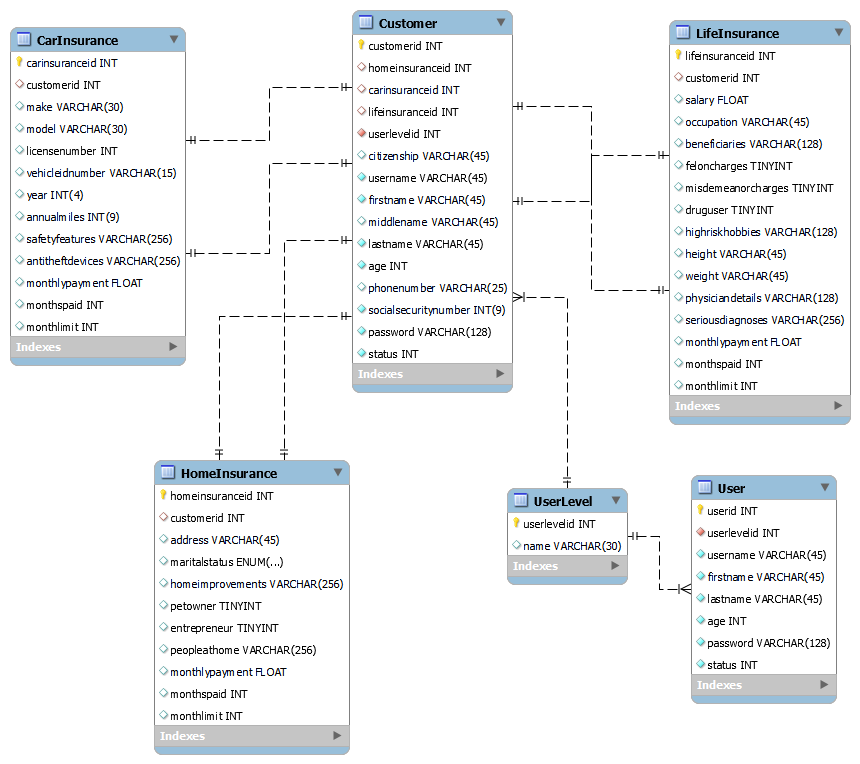 CarInsurance
carinsuranceid INT
customerid INT
make VARCHAR(30)
model VARCHAR(30)
licensenumber INT
vehicleidnumber VARCHAR(15)
year INT(4)
annualmiles INT(9)
safetyfeatures VARCHAR(256)
antitheftdevices VARCHAR(256)
monthlypayment FLOAT
monthspaid INT
monthlimit INT
Indexes
Customer
customerid INT
homeinsuranceid INT
carinsuranceid INT
lifeinsuranceid INT
userlevelid INT
citizenship VARCHAR(45)
username VARCHAR(45)
firstname VARCHAR(45)
middlename VARCHAR(45)
lastname VARCHAR(45)
age INT
phonenumber VARCHAR(25)
socialsecuritynumber INT(9)
password VARCHAR(128)
status INT
Indexes
LifeInsurance
lifeinsuranceid INT
customerid INT
salary FLOAT
occupation VARCHAR(45)
beneficiaries VARCHAR(128)
feloncharges TINYINT
misdemeanorcharges TINYINT
druguser TINYINT
highriskhobbies VARCHAR(128)
height VARCHAR(45)
weight VARCHAR(45)
physiciandetails VARCHAR(128)
seriousdiagnoses VARCHAR(256)
monthlypayment FLOAT
monthspaid INT
monthlimit INT
Indexes
HomeInsurance
homeinsuranceid INT
customerid INT
address VARCHAR(45)
maritalstatus ENUM(...)
homeimprovements VARCHAR(256)
petowner TINYINT
entrepreneur TINYINT
peopleathome VARCHAR(256)
monthlypayment FLOAT
monthspaid INT
monthlimit INT
Indexes
UserLevel
userlevelid INT
name VARCHAR(30)
Indexes
User
userid INT
userlevelid INT
username VARCHAR(45)
firstname VARCHAR(45)
lastname VARCHAR(45)
age INT
password VARCHAR(128)
status INT
Indexes